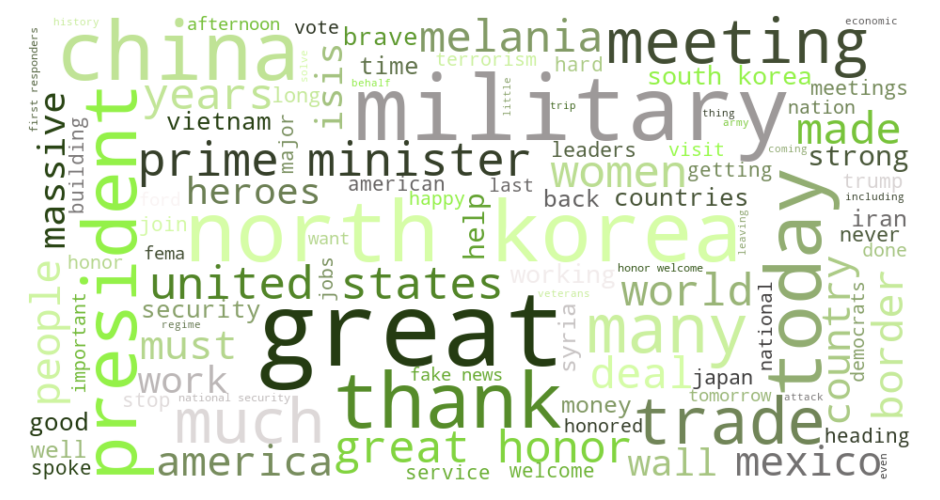 history
afternoon
vote
economic
china
brave
melania
meeting
terrorism
first responders
time
hard
isis
south korea
solve
behalf
years
long
military
little
trip
thing
army
meetings
nation
massive
building
president
vietnam
major
made
coming
prime minister
leaders
visit
strong
heroes
american
last
women
getting
trump
ford
happy
back
countries
including
join
north korea
help
leaving
today
iran
want
never
fema
done
honor
people
working
honor welcome
jobs
united states
world
veterans
national
country
democrats
border
important
security
regime
great
syria
many
must
deal
japan
work
fake news
thank
tomorrow
attack
stop
national security
much
money
trade
good
honored
heading
well
great honor
wall
mexico
even
spoke
america
service
welcome